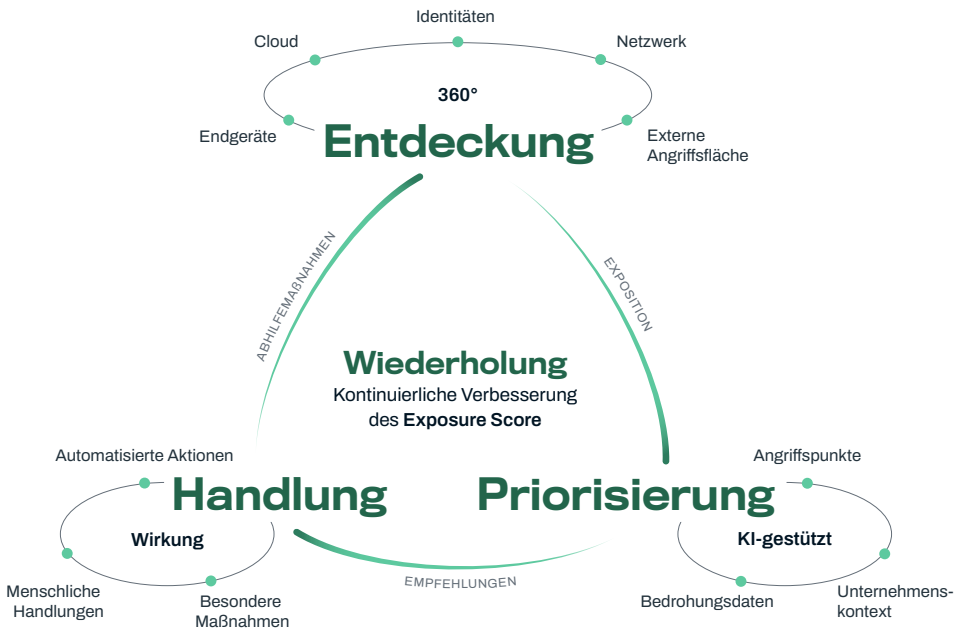 Identitäten
Cloud
Netzwerk
360°
Endgeräte
Entdeckung
Externe
Angriffsfläche
ABHILFEMAßNAHMEN
EXPOSITION
Wiederholung
Kontinuierliche Verbesserung
des Exposure Score
Automatisierte Aktionen
Angriffspunkte
Handlung
Priorisierung
Wirkung
KI-gestützt
EMPFEHLUNGEN
Menschliche
Handlungen
Besondere
Maßnahmen
Bedrohungsdaten
Unternehmens-
kontext